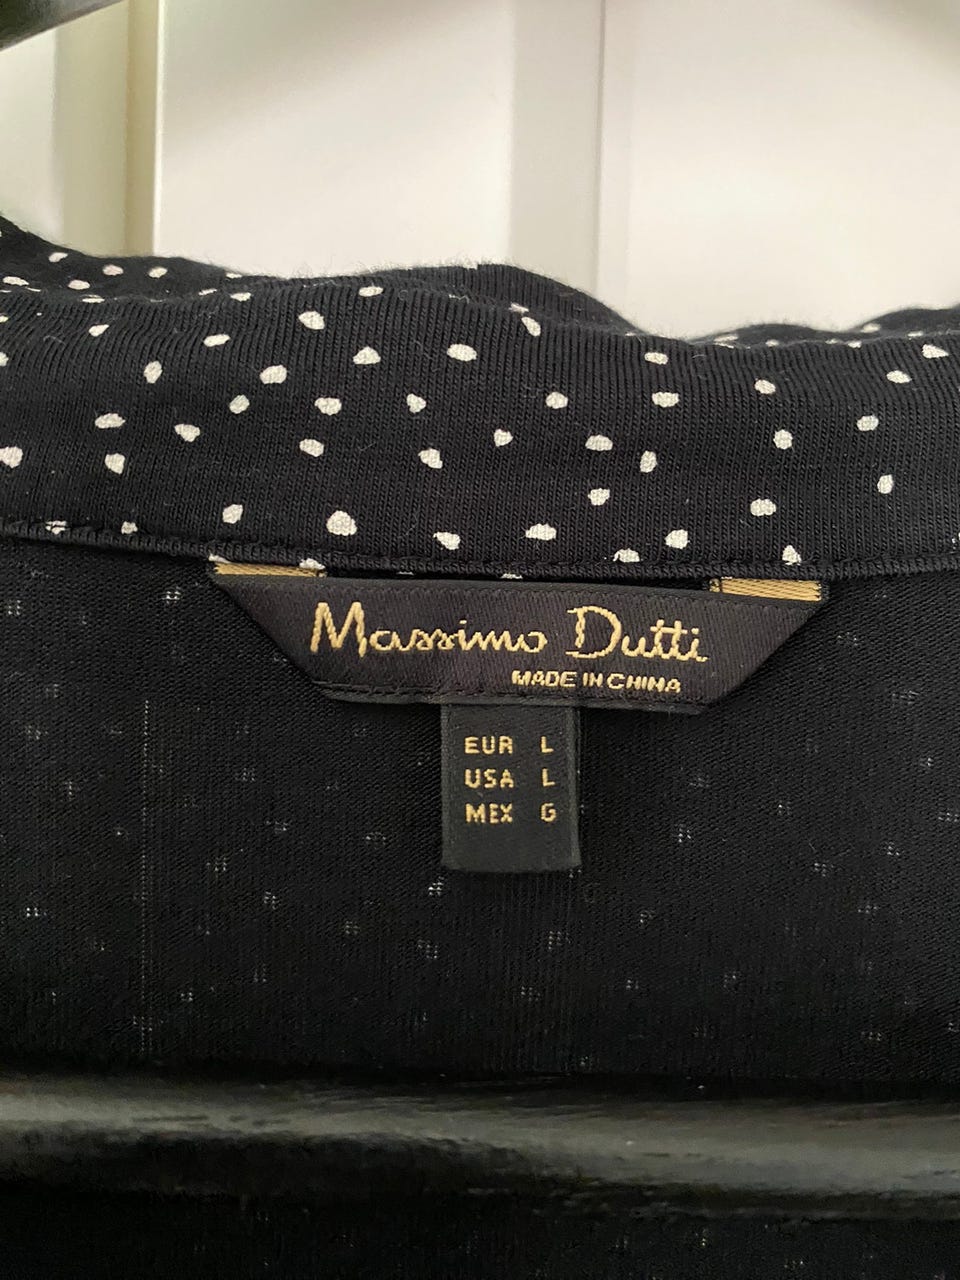 Massimo Dutti
MADE IN CHINA
EUR L
USA L
MEX G